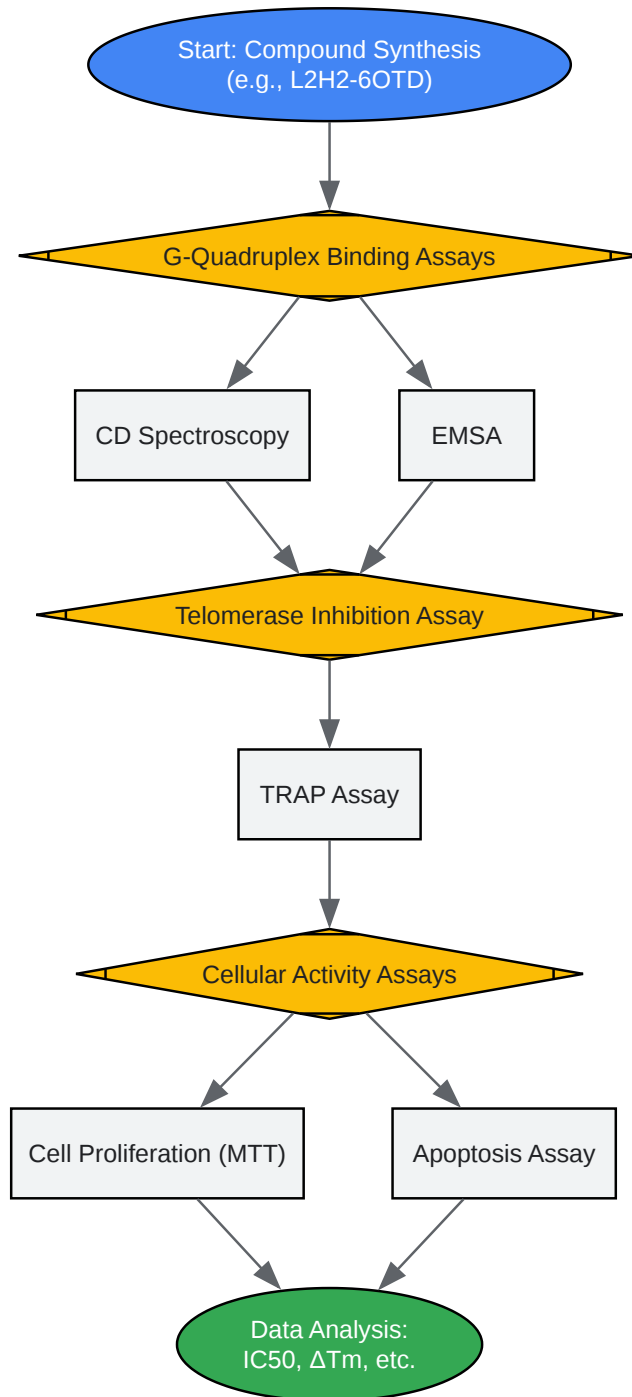 Start: Compound Synthesis
(e.g., L2H2-6OTD)
G-Quadruplex Binding Assays
CD Spectroscopy
EMSA
Telomerase Inhibition Assay
TRAP Assay
Cellular Activity Assays
Cell Proliferation (MTT)
Apoptosis Assay
Data Analysis:
IC50, ΔTm, etc.